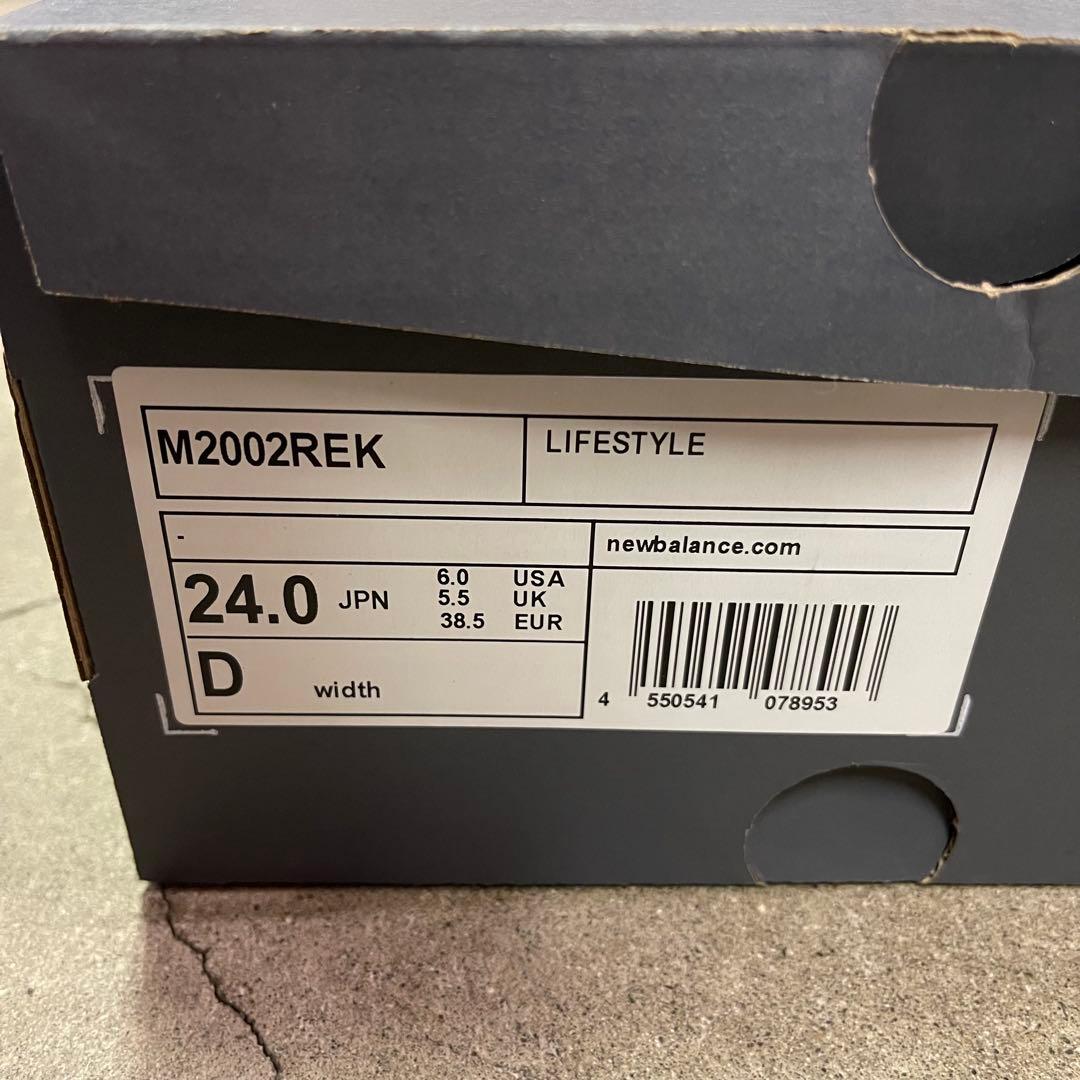 M2002REK
LIFESTYLE
-
newbalance.com
24.0 JPN
6.0 USA
5.5 UK
38.5 EUR
D width
4 550541 078953